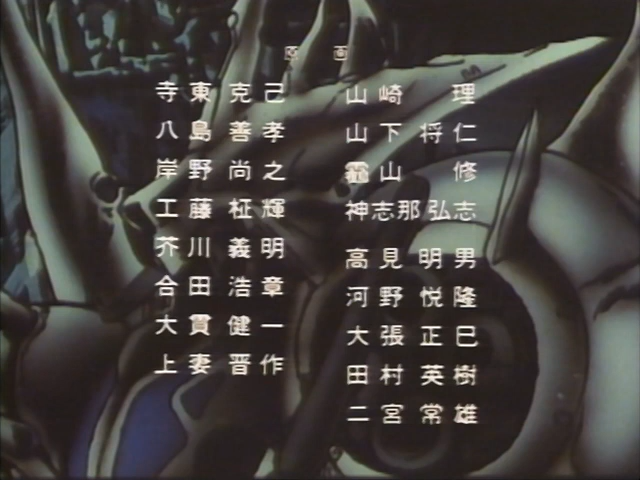 原画
寺東克己
八島善孝
岸野尚之
工藤柾輝
芥川義明
合田浩章
大貫健一
上妻晋作
山崎理
山下将仁
山修
神志那弘志
高見明男
河野悦隆
大張正巳
田村英樹
二宮常雄